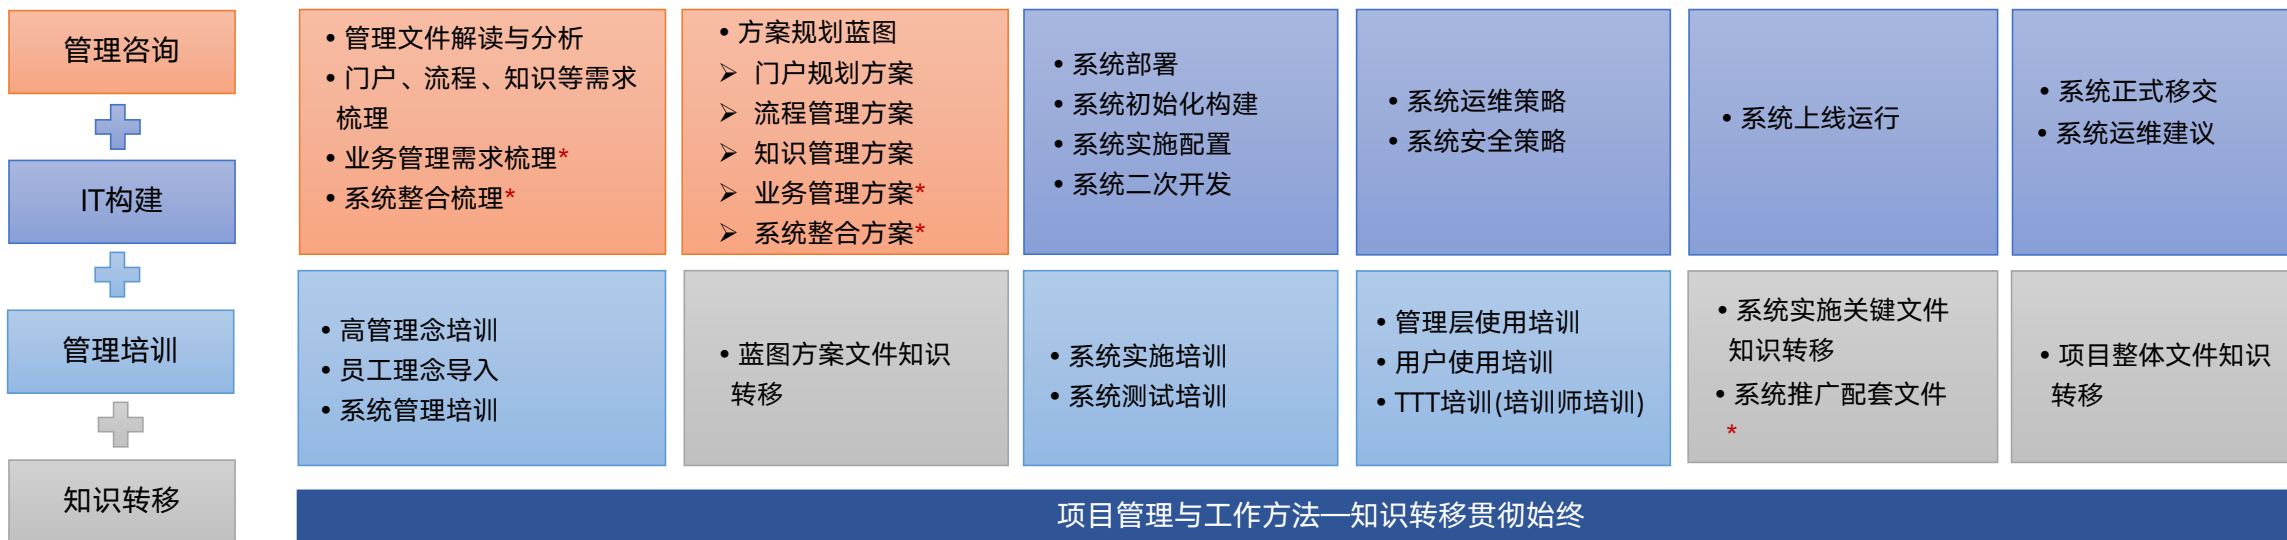 管理咨询
IT构建
管理培训
知识转移
• 管理文件解读与分析
• 门户、流程、知识等需求
梳理
• 业务管理需求梳理*
• 系统整合梳理*
• 方案规划蓝图
➢ 门户规划方案
➢ 流程管理方案
➢ 知识管理方案
➢ 业务管理方案*
➢ 系统整合方案*
• 系统部署
• 系统初始化构建
• 系统实施配置
• 系统二次开发
• 系统运维策略
• 系统安全策略
• 系统上线运行
• 系统正式移交
• 系统运维建议
• 高管理念培训
• 员工理念导入
• 系统管理培训
• 蓝图方案文件知识
转移
• 系统实施培训
• 系统测试培训
• 管理层使用培训
• 用户使用培训
• TTT培训(培训师培训)
• 系统实施关键文件
知识转移
• 系统推广配套文件
*
• 项目整体文件知识
转移
项目管理与工作方法—知识转移贯彻始终